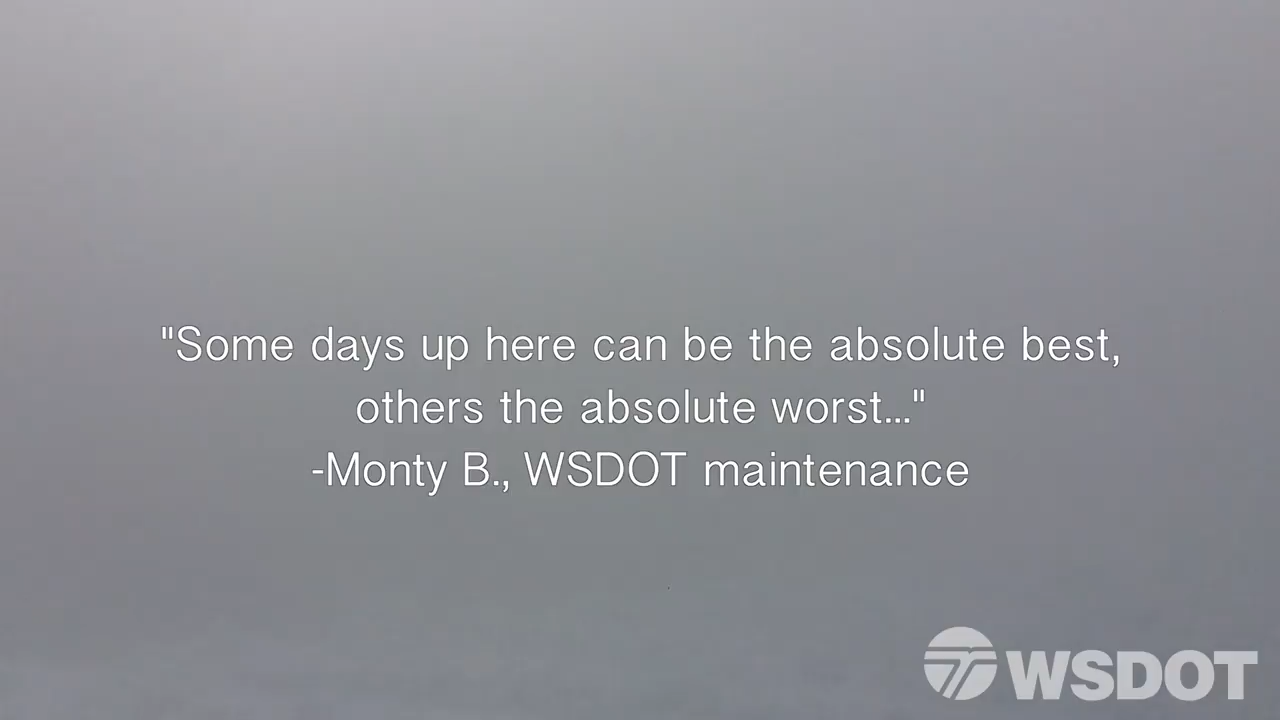 "Some days up here can be the absolute best,
others the absolute worst..."
-Monty B., WSDOT maintenance
WSDOT